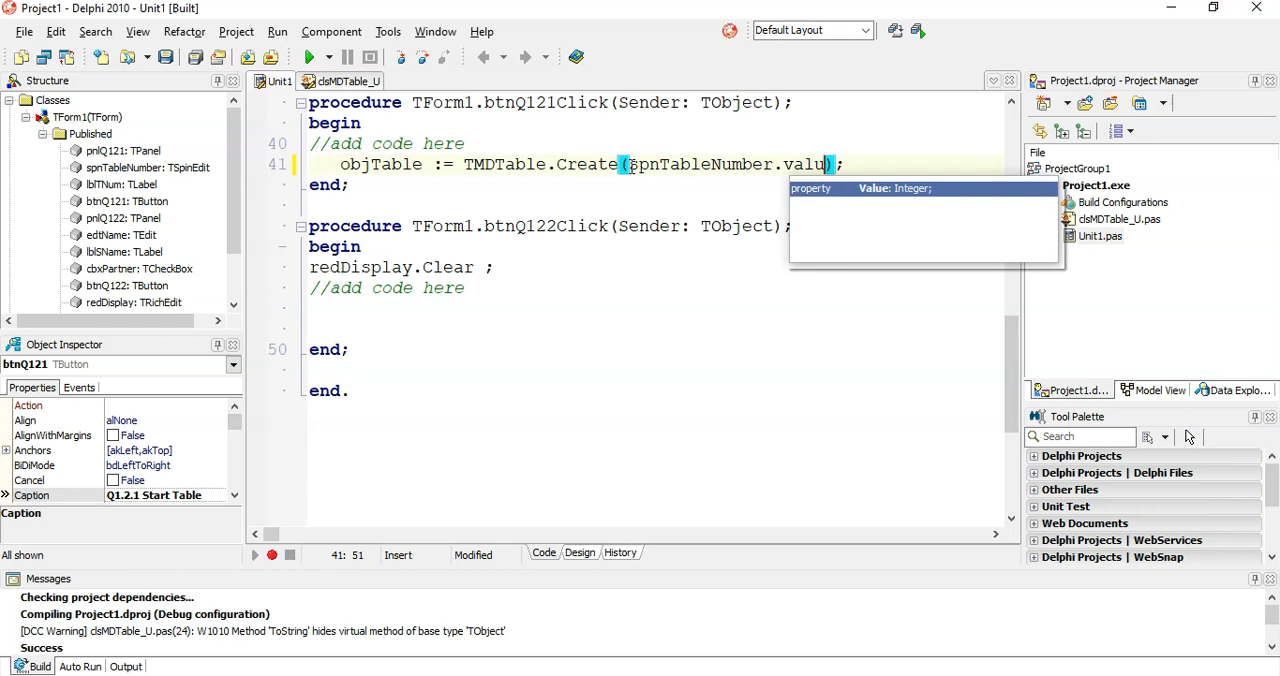 Project1 - Delphi 2010 - Unit1 [Built]
File Edit Search View Refactor Project Run Component Tools Window Help
Default Layout
Structure
Classes
TForm1(TForm)
Published
pnlQ121: TPanel
spnTableNumber: TSpinEdit
lblTNum: TLabel
btnQ121: TButton
pnlQ122: TPanel
edtName: TEdit
lblSName: TLabel
cbxPartner: TCheckBox
btnQ122: TButton
redDisplay: TRichEdit
Object Inspector
btnQ121 TButton
Properties Events
Action
Align alNone
AlignWithMargins False
Anchors [akLeft,akTop]
BiDiMode bdLeftToRight
Cancel False
Caption Q1.2.1 Start Table
Caption
All shown
Unit1 clsMDTable_U
procedure TForm1.btnQ121Click(Sender: TObject);
begin
40 //add code here
41 objTable := TMDTable.Create(spnTableNumber.valu);
end;
property Value: Integer;
procedure TForm1.btnQ122Click(Sender: TObject);
begin
redDisplay.Clear ;
//add code here
50 end;
end.
41: 51 Insert Modified Code Design History
Project1.dproj - Project Manager
File
ProjectGroup1
Project1.exe
Build Configurations
clsMDTable_U.pas
Unit1.pas
Project1.d... Model View Data Explo...
Tool Palette
Search
Delphi Projects
Delphi Projects | Delphi Files
Other Files
Unit Test
Web Documents
Delphi Projects | WebServices
Delphi Projects | WebSnap
Messages
Checking project dependencies...
Compiling Project1.dproj (Debug configuration)
[DCC Warning] clsMDTable_U.pas(24): W1010 Method 'ToString' hides virtual method of base type 'TObject'
Success
Build Auto Run Output